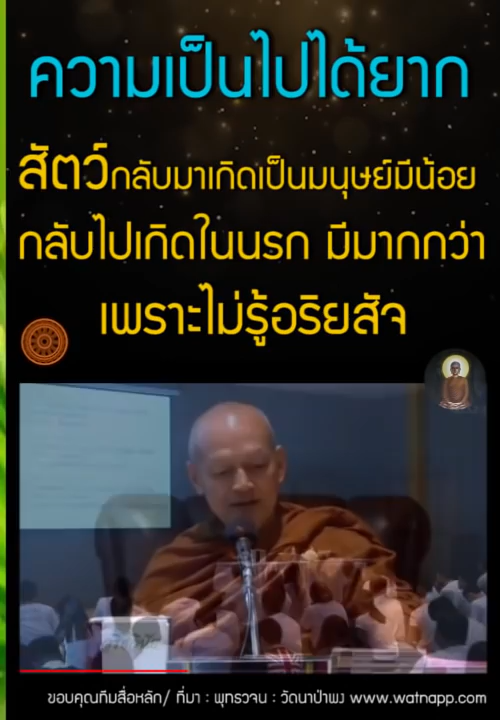 ความเป็นไปได้ยาก
สัตว์กลับมาเกิดเป็นมนุษย์มีน้อย
กลับไปเกิดในนรก มีมากกว่า
เพราะไม่รู้อริยสัจ
ขอบคุณทีมสื่อหลัก/ ที่มา : พุทธวจน : วัดนาป่าพง www.watnapp.com